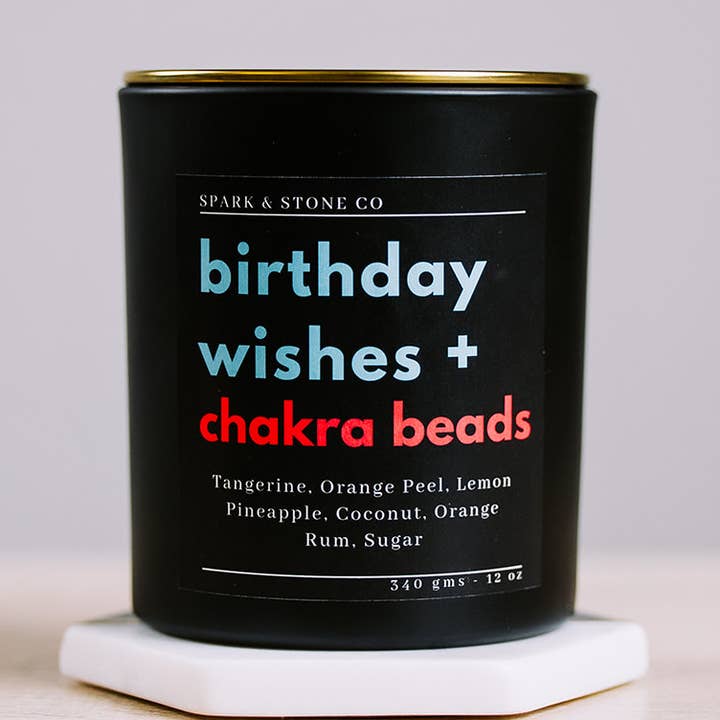 SPARK & STONE CO
birthday
wishes +
chakra beads
Tangerine, Orange Peel, Lemon
Pineapple, Coconut, Orange
Rum, Sugar
340 gms - 12 oz